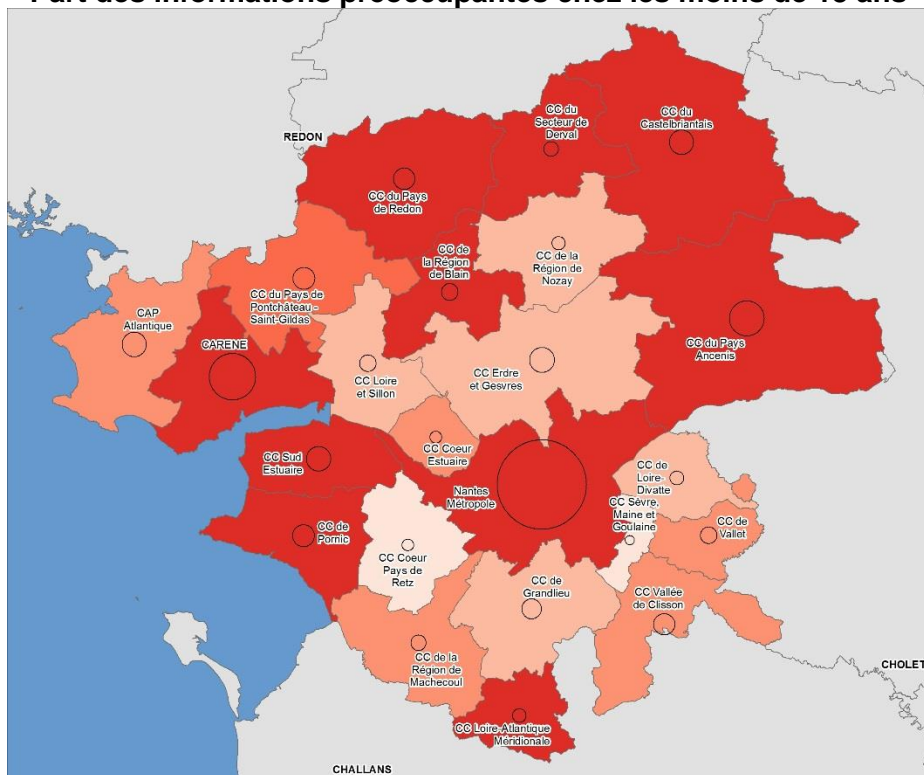 Part des informations préoccupantes chez les moins de 18 ans
CC du
Secteur de
Derval
CC du
Castelbriantais
REDON
CC du Pays
de Redon
CC de
la Région
de Blain
CC de la
Région de
Nozay
CC du Pays de
Pontchâteau -
Saint-Gildas
CAP
Atlantique
CARENE
CC du Pays
Ancenis
CC Loire
et Sillon
CC Erdre
et Gesvres
CC Coeur
Estuaire
CC Sud
Estuaire
Nantes
Métropole
CC de
Loire-
Divatte
CC Sèvre,
Maine et
Goulaine
CC de
Vallet
CC de
Pornic
CC Coeur
Pays de
Retz
CC de
Grandlieu
CC Vallée
de Clisson
CC de la
Région de
Machecoul
CHOLET
CC Loire-Atlantique
Méridionale
CHALLANS